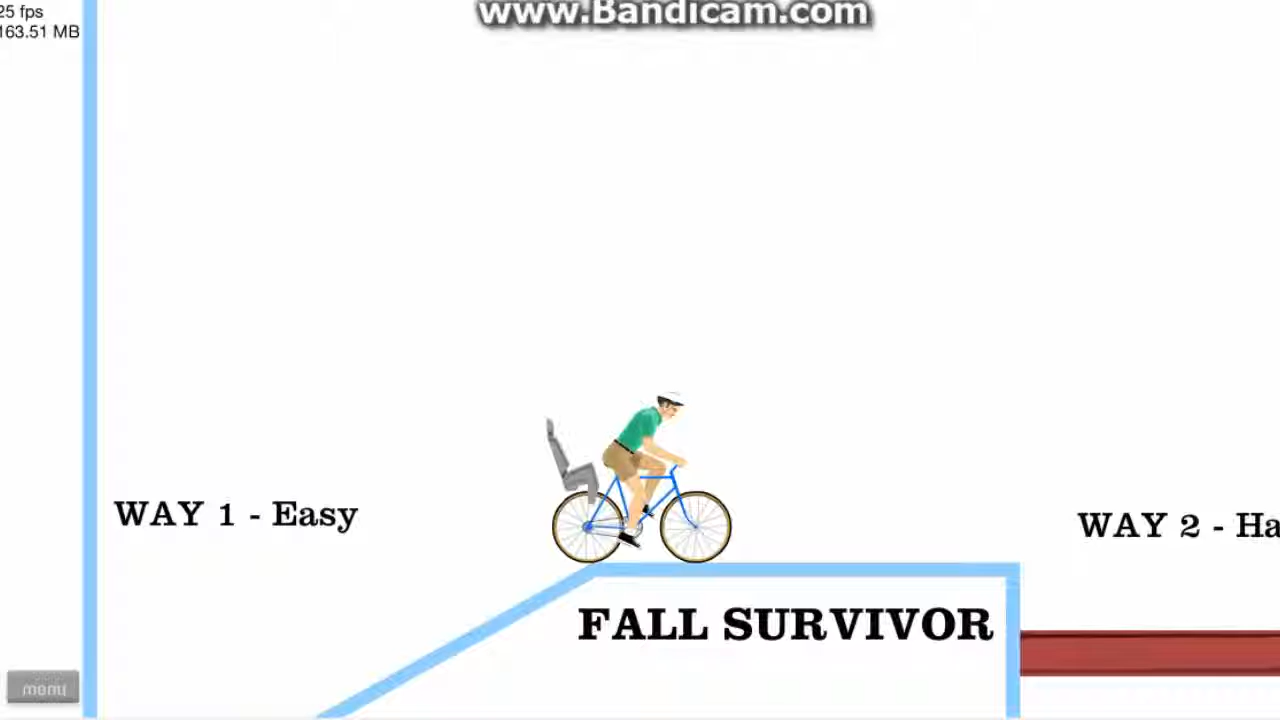 25 fps
163.51 MB
www.Bandicam.com
WAY 1 - Easy
WAY 2 - Ha
FALL SURVIVOR
menu